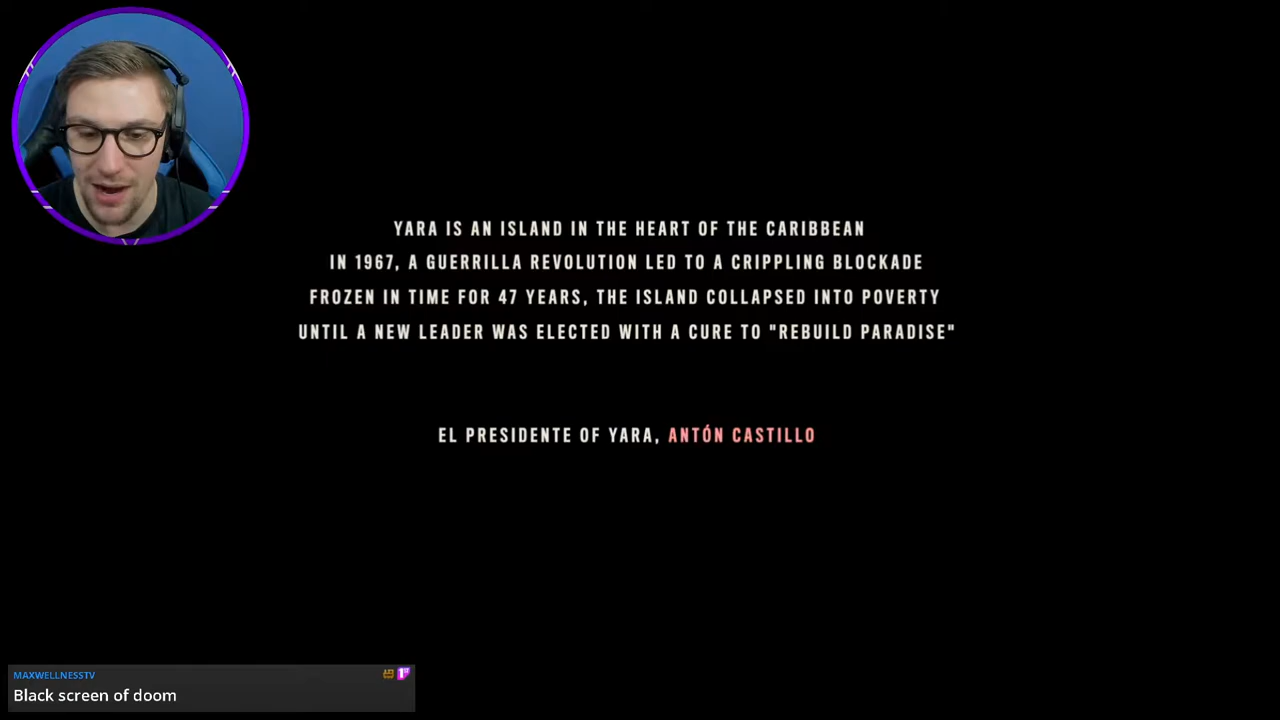 YARA IS AN ISLAND IN THE HEART OF THE CARIBBEAN
IN 1967, A GUERRILLA REVOLUTION LED TO A CRIPPLING BLOCKADE
FROZEN IN TIME FOR 47 YEARS, THE ISLAND COLLAPSED INTO POVERTY
UNTIL A NEW LEADER WAS ELECTED WITH A CURE TO "REBUILD PARADISE"
EL PRESIDENTE OF YARA, ANTÓN CASTILLO
MAXWELLNESSTV
Black screen of doom